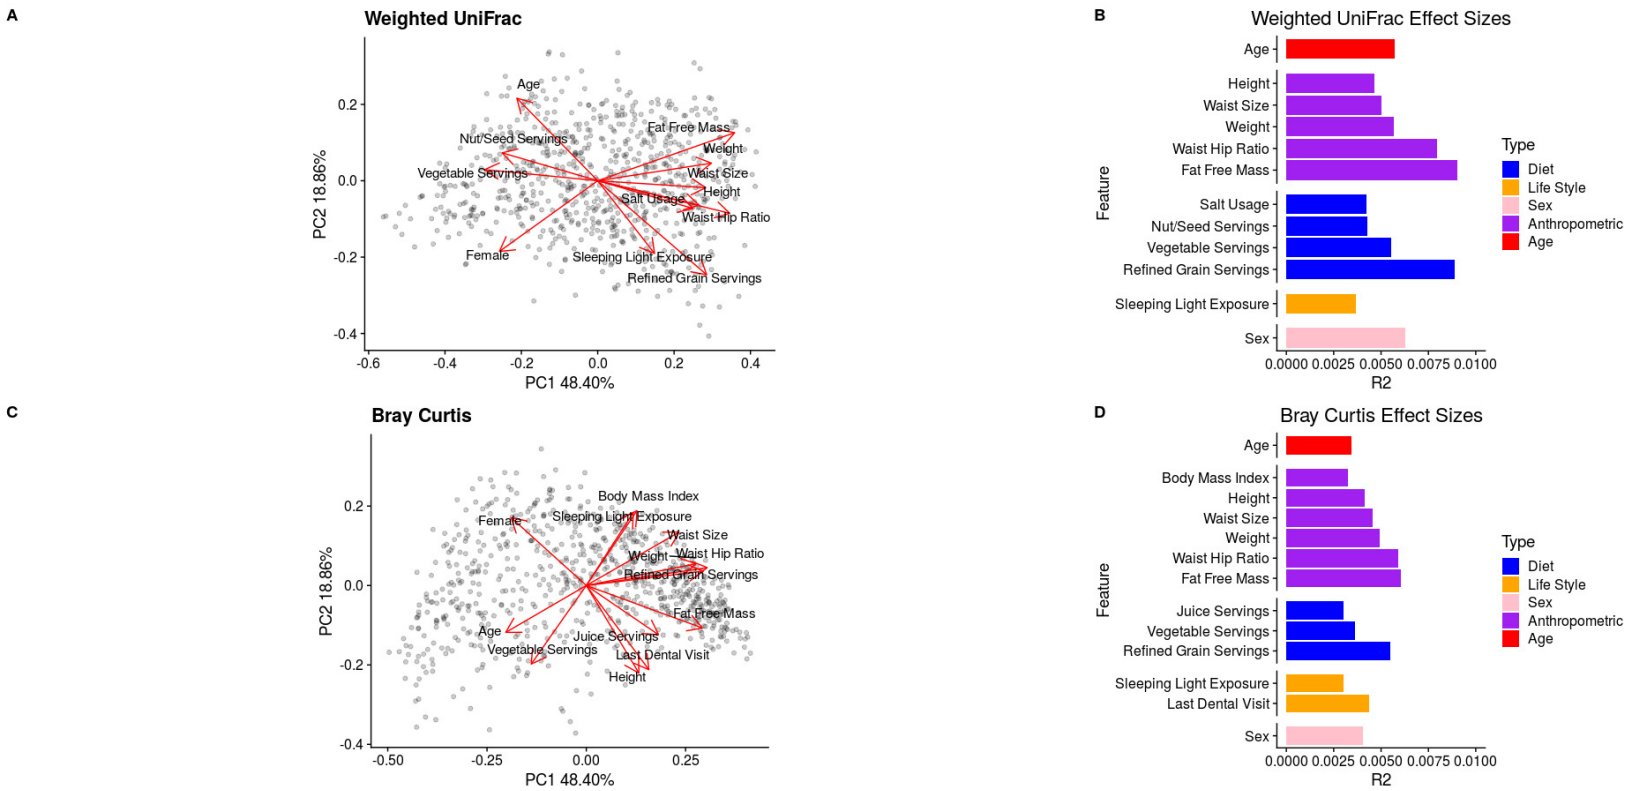 A
Weighted UniFrac
PC2 18.86%
0.2
0.0
-0.2
-0.4
Age
Nut/Seed Servings
Vegetable Servings
Female
Fat Free Mass
Weight
Waist Size
Height
Salt Usage
Waist Hip Ratio
Sleeping Light Exposure
Refined Grain Servings
-0.6 -0.4 -0.2 0.0 0.2 0.4
PC1 48.40%
B
Weighted UniFrac Effect Sizes
Feature
Age
Height
Waist Size
Weight
Waist Hip Ratio
Fat Free Mass
Salt Usage
Nut/Seed Servings
Vegetable Servings
Refined Grain Servings
Sleeping Light Exposure
Sex
0.0000 0.0025 0.0050 0.0075 0.0100
R2
Type
Diet
Life Style
Sex
Anthropometric
Age
C
Bray Curtis
PC2 18.86%
0.2
0.0
-0.2
-0.4
Body Mass Index
Female
Sleeping Light Exposure
Waist Size
Weight
Waist Hip Ratio
Refined Grain Servings
Fat Free Mass
Age
Juice Servings
Vegetable Servings
Last Dental Visit
Height
-0.50 -0.25 0.00 0.25
PC1 48.40%
D
Bray Curtis Effect Sizes
Feature
Age
Body Mass Index
Height
Waist Size
Weight
Waist Hip Ratio
Fat Free Mass
Juice Servings
Vegetable Servings
Refined Grain Servings
Sleeping Light Exposure
Last Dental Visit
Sex
0.0000 0.0025 0.0050 0.0075 0.0100
R2
Type
Diet
Life Style
Sex
Anthropometric
Age